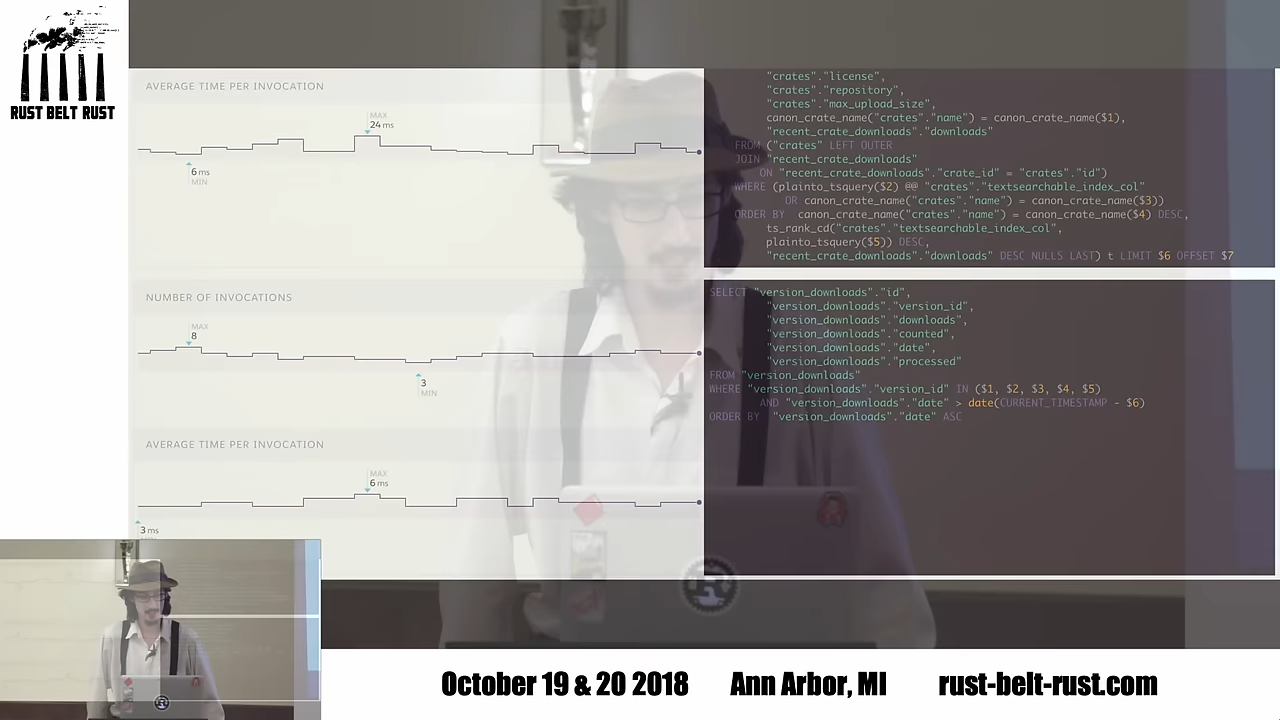 RUST BELT RUST
AVERAGE TIME PER INVOCATION
MAX
24 ms
6 ms
MIN
NUMBER OF INVOCATIONS
MAX
8
3
MIN
AVERAGE TIME PER INVOCATION
MAX
6 ms
3 ms
"crates"."license",
"crates"."repository",
"crates"."max_upload_size",
canon_crate_name("crates"."name") = canon_crate_name($1),
"recent_crate_downloads"."downloads"
FROM ("crates" LEFT OUTER
JOIN "recent_crate_downloads"
ON "recent_crate_downloads"."crate_id" = "crates"."id")
WHERE (plainto_tsquery($2) @@ "crates"."textsearchable_index_col"
OR canon_crate_name("crates"."name") = canon_crate_name($3))
ORDER BY canon_crate_name("crates"."name") = canon_crate_name($4) DESC,
ts_rank_cd("crates"."textsearchable_index_col",
plainto_tsquery($5)) DESC,
"recent_crate_downloads"."downloads" DESC NULLS LAST) t LIMIT $6 OFFSET $7
SELECT "version_downloads"."id",
"version_downloads"."version_id",
"version_downloads"."downloads",
"version_downloads"."counted",
"version_downloads"."date",
"version_downloads"."processed"
FROM "version_downloads"
WHERE "version_downloads"."version_id" IN ($1, $2, $3, $4, $5)
AND "version_downloads"."date" > date(CURRENT_TIMESTAMP - $6)
ORDER BY "version_downloads"."date" ASC
October 19 & 20 2018 Ann Arbor, MI rust-belt-rust.com